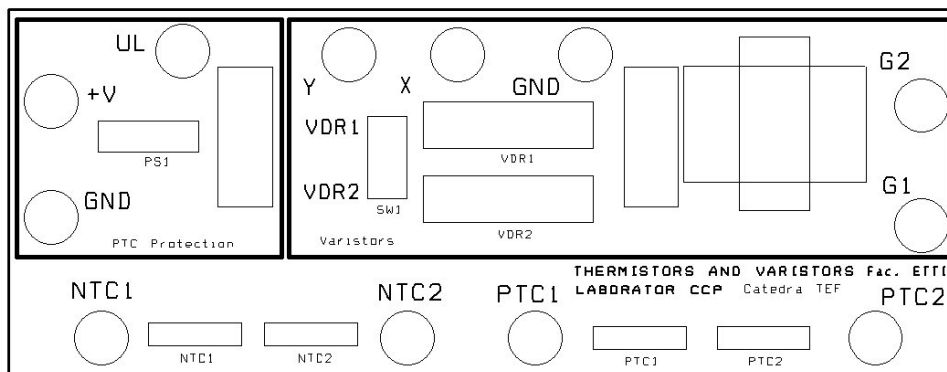 UL
+V
PS1
GND
PTC Protection
Y
X
GND
G2
VDR1
VDR1
VDR2
SW1
VDR2
G1
Varistors
THERMISTORS AND VARISTORS Fac. ETTI
LABORATOR CCP Catedra TEF
NTC1
NTC2
PTC1
PTC2
NTC1
NTC2
PTC1
PTC2